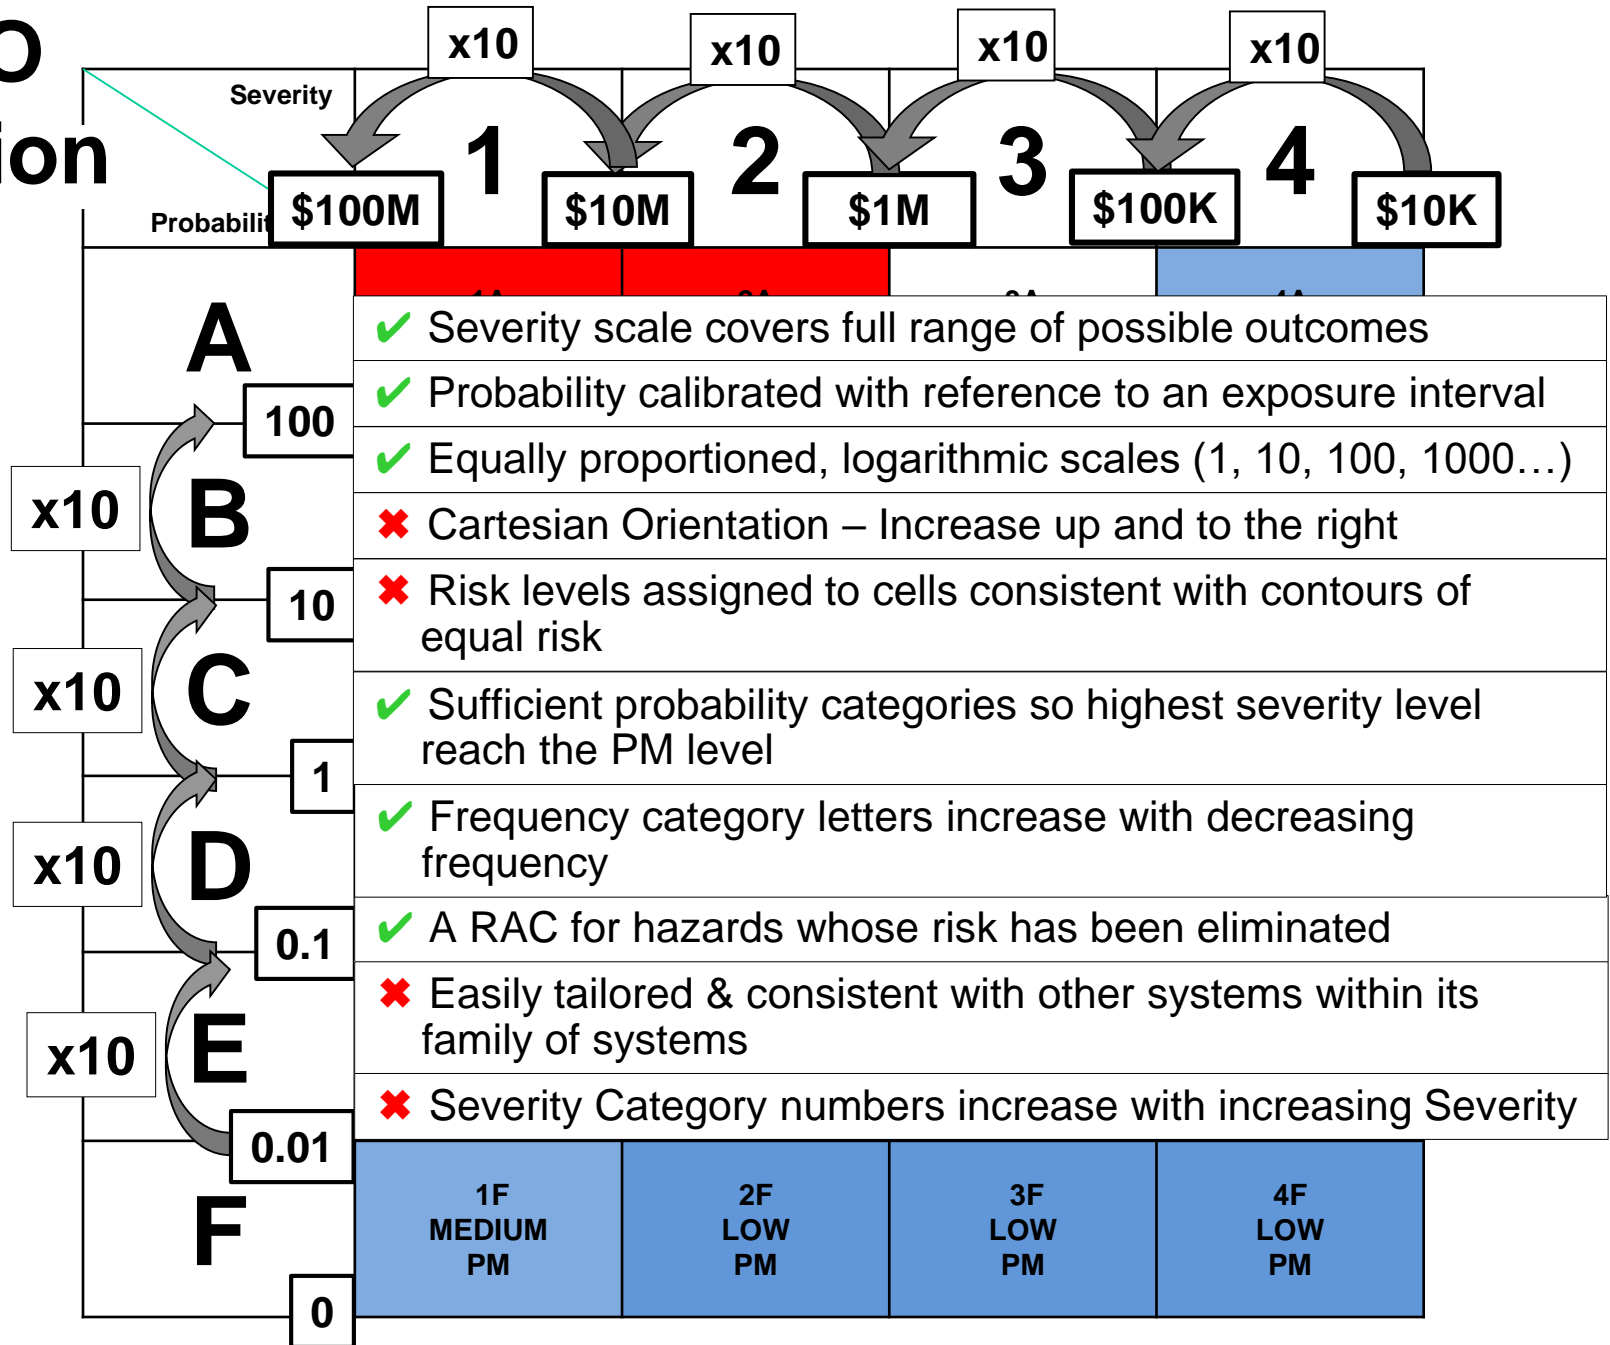 O
ion
x10
x10
x10
x10
Severity
1
2
3
4
$100M
$10M
$1M
$100K
$10K
A
✔ Severity scale covers full range of possible outcomes
✔ Probability calibrated with reference to an exposure interval
100
✔ Equally proportioned, logarithmic scales (1, 10, 100, 1000…)
x10
B
✖ Cartesian Orientation – Increase up and to the right
10
✖ Risk levels assigned to cells consistent with contours of
equal risk
x10
C
✔ Sufficient probability categories so highest severity level
reach the PM level
1
✔ Frequency category letters increase with decreasing
frequency
x10
D
✔ A RAC for hazards whose risk has been eliminated
0.1
✖ Easily tailored & consistent with other systems within its
family of systems
x10
E
✖ Severity Category numbers increase with increasing Severity
0.01
F
1F
MEDIUM
PM
2F
LOW
PM
3F
LOW
PM
4F
LOW
PM
0